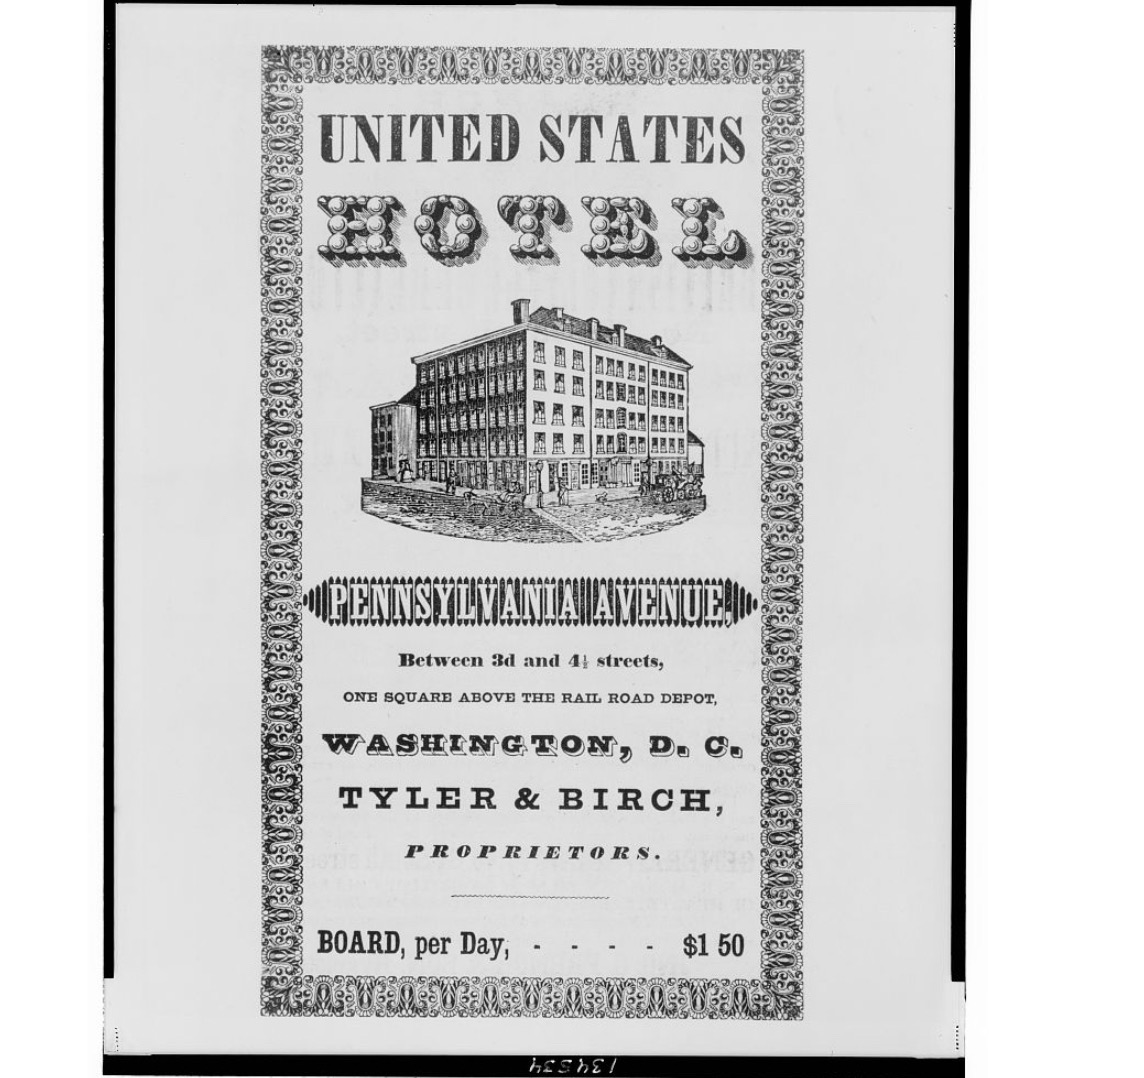 UNITED STATES
HOTEL
PENNSYLVANIA AVENUE,
Between 3d and 4½ streets,
ONE SQUARE ABOVE THE RAIL ROAD DEPOT,
WASHINGTON, D. C.
TYLER & BIRCH,
PROPRIETORS.
BOARD, per Day, - - - - $1 50
134534